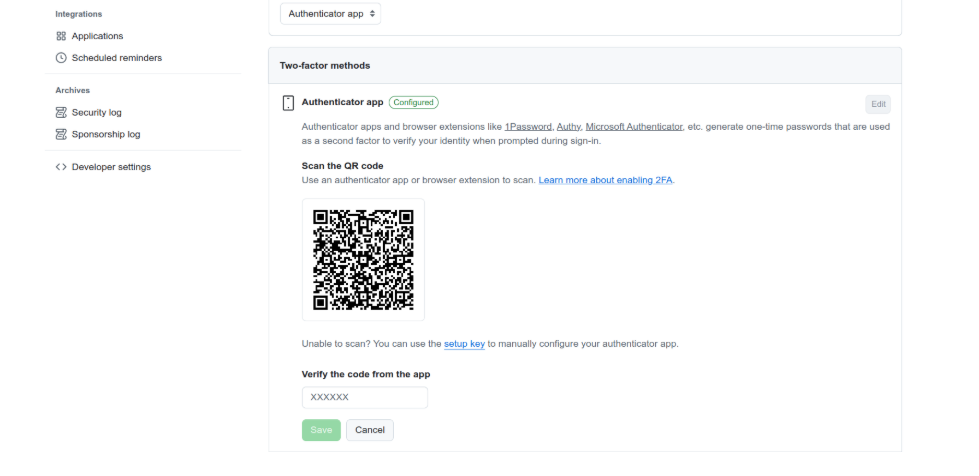 Integrations
Applications
Scheduled reminders
Archives
Security log
Sponsorship log
Developer settings
Authenticator app
Two-factor methods
Authenticator app Configured
Edit
Authenticator apps and browser extensions like 1Password, Authy, Microsoft Authenticator, etc. generate one-time passwords that are used
as a second factor to verify your identity when prompted during sign-in.
Scan the QR code
Use an authenticator app or browser extension to scan. Learn more about enabling 2FA.
Unable to scan? You can use the setup key to manually configure your authenticator app.
Verify the code from the app
XXXXXX
Save Cancel